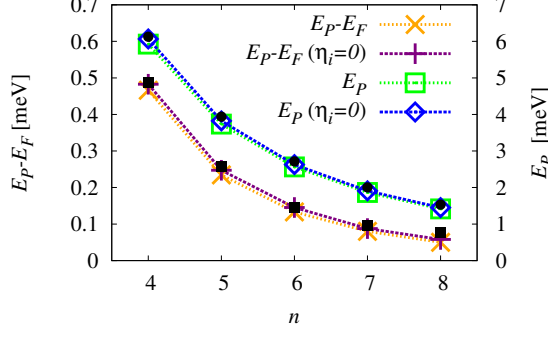 0.7
0.6
0.5
0.4
0.3
0.2
0.1
0
E_P-E_F [meV]
E_P-E_F
E_P-E_F (η_i=0)
E_P
E_P (η_i=0)
7
6
5
4
3
2
1
0
E_P [meV]
4 5 6 7 8
n